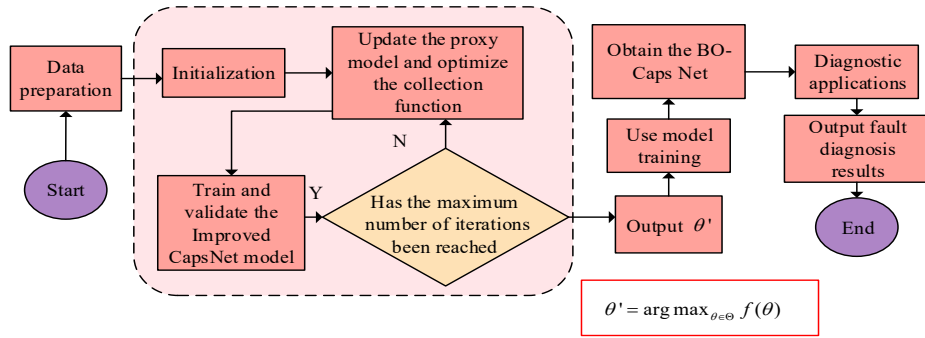 Start
Data
preparation
Initialization
Update the proxy
model and optimize
the collection
function
Train and
validate the
Improved
CapsNet model
Y
N
Has the maximum
number of iterations
been reached
Output θ'
Use model
training
Obtain the BO-
Caps Net
Diagnostic
applications
Output fault
diagnosis
results
End
θ' = arg max_{θ∈Θ} f(θ)